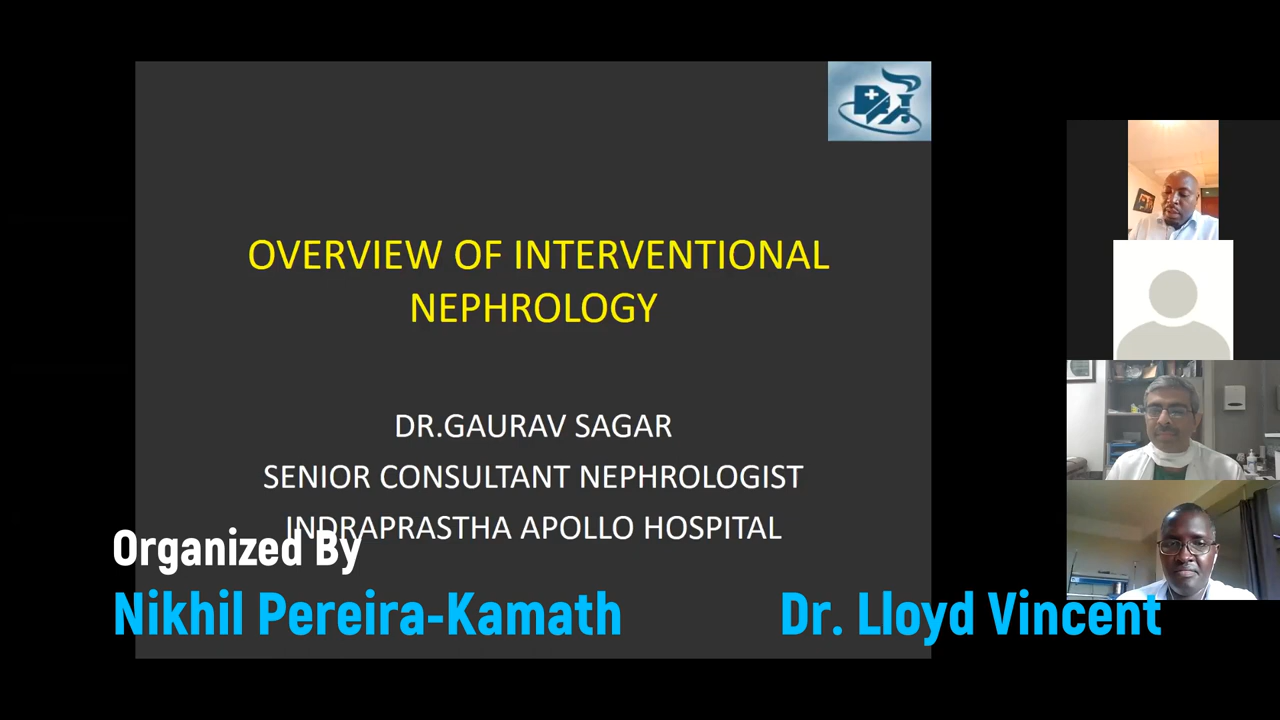 OVERVIEW OF INTERVENTIONAL
NEPHROLOGY
DR.GAURAV SAGAR
SENIOR CONSULTANT NEPHROLOGIST
INDRAPRASTHA APOLLO HOSPITAL
Organized By
Nikhil Pereira-Kamath
Dr. Lloyd Vincent